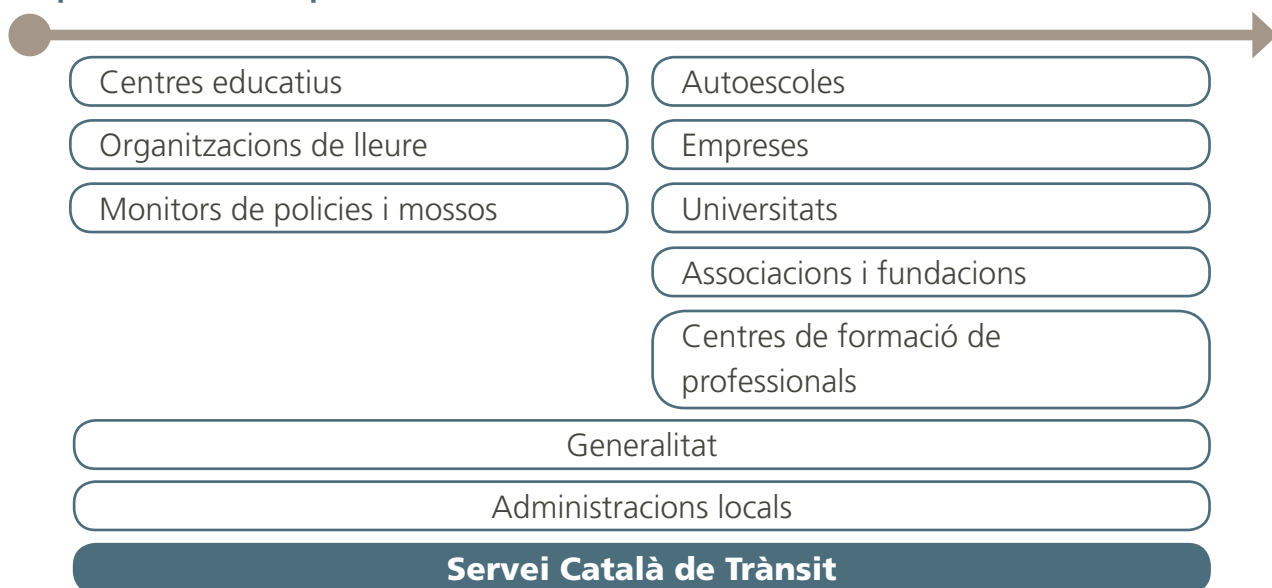 Centres educatius
Organitzacions de lleure
Monitors de policies i mossos
Autoescoles
Empreses
Universitats
Associacions i fundacions
Centres de formació de
professionals
Generalitat
Administracions locals
Servei Català de Trànsit